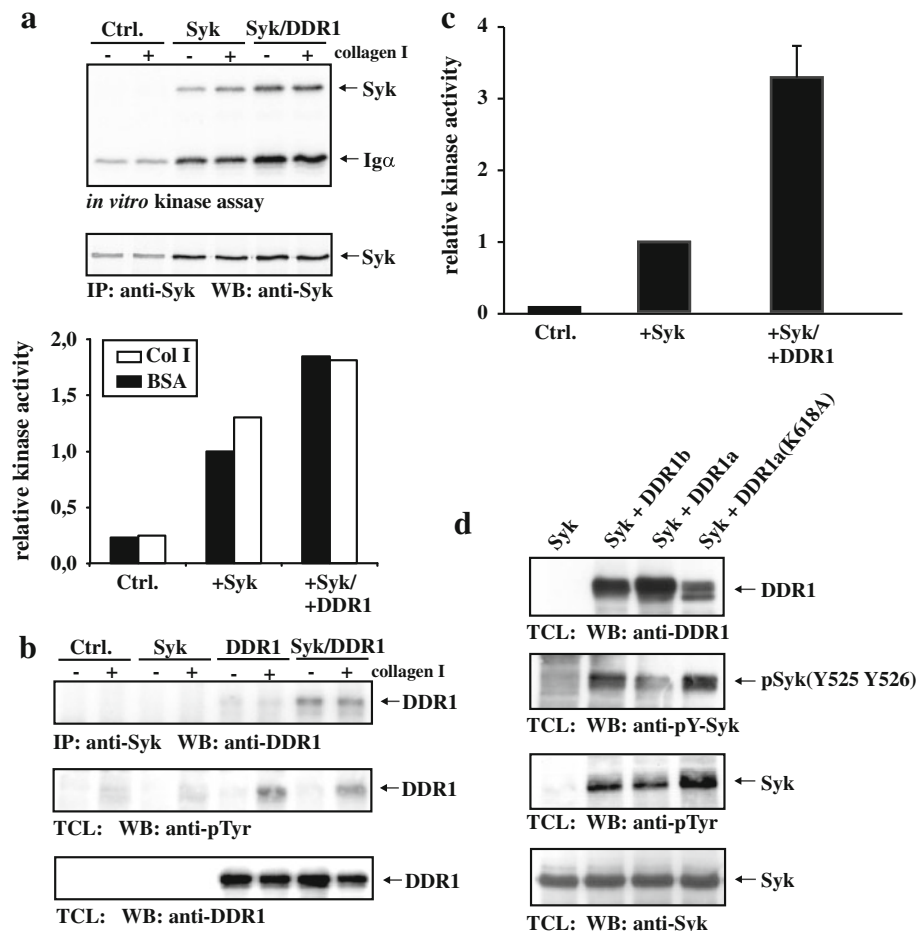 a
Ctrl. Syk Syk/DDR1
- + - + - + collagen I
←Syk
←Igα
in vitro kinase assay
←Syk
IP: anti-Syk WB: anti-Syk
relative kinase activity
2,0
1,5
1,0
0,5
0,0
Col I
BSA
Ctrl. +Syk +Syk/
+DDR1
b
Ctrl. Syk DDR1 Syk/DDR1
- + - + - + - + collagen I
←DDR1
IP: anti-Syk WB: anti-DDR1
←DDR1
TCL: WB: anti-pTyr
←DDR1
TCL: WB: anti-DDR1
c
relative kinase activity
4
3
2
1
0
Ctrl. +Syk +Syk/
+DDR1
d
Syk
Syk + DDR1b
Syk + DDR1a
Syk + DDR1a(K618A)
←DDR1
TCL: WB: anti-DDR1
←pSyk(Y525 Y526)
TCL: WB: anti-pY-Syk
←Syk
TCL: WB: anti-pTyr
←Syk
TCL: WB: anti-Syk